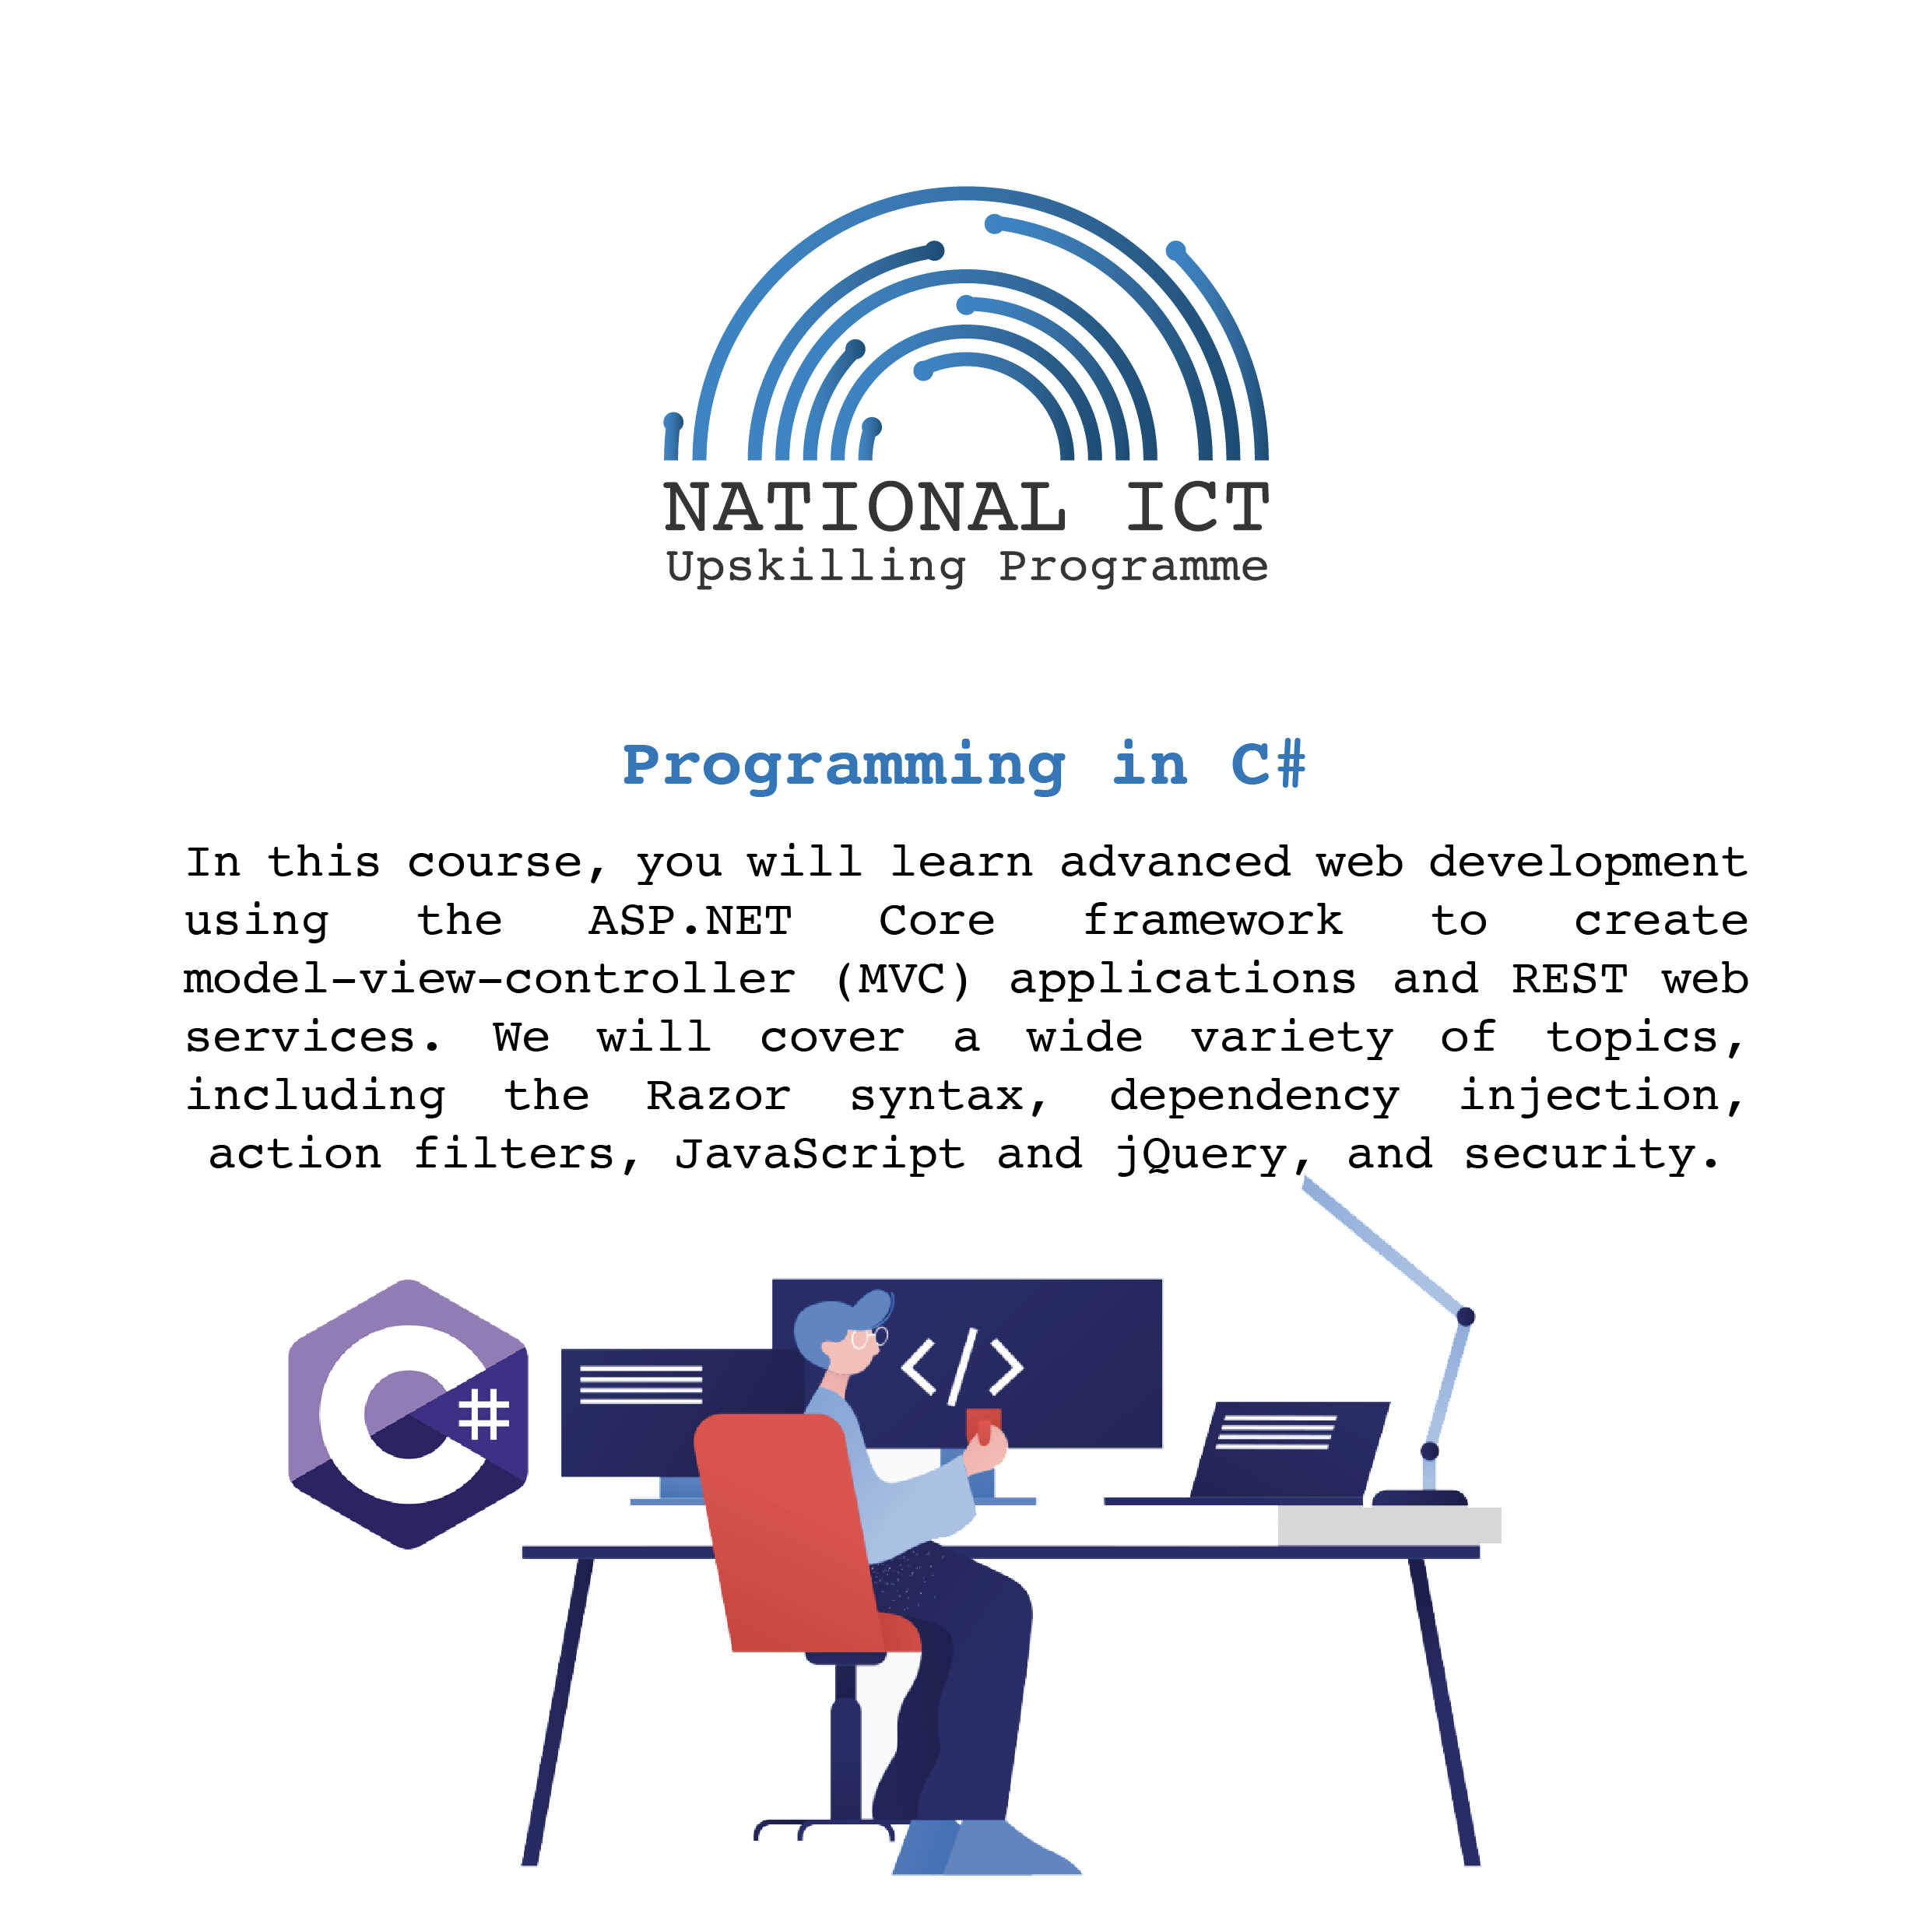 NATIONAL ICT
Upskilling Programme
Programming in C#
In this course, you will learn advanced web development
using the ASP.NET Core framework to create
model-view-controller (MVC) applications and REST web
services. We will cover a wide variety of topics,
including the Razor syntax, dependency injection,
action filters, JavaScript and jQuery, and security.
C#
</>